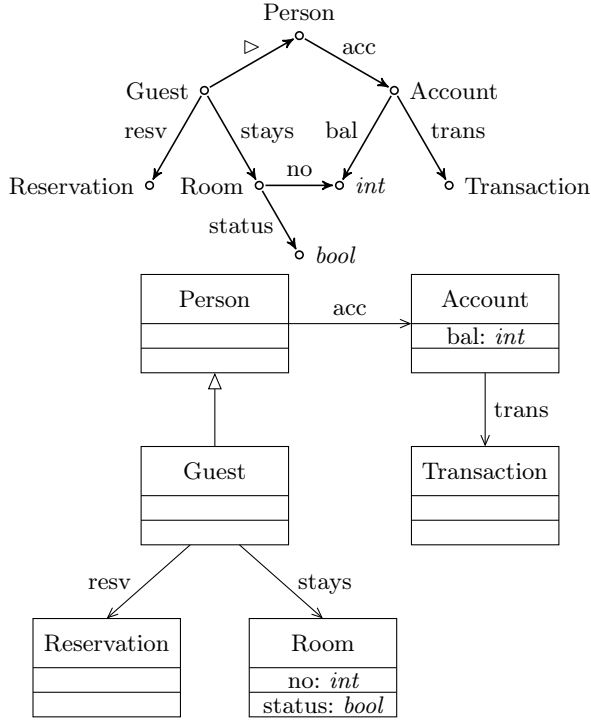 Person
▷ acc
Guest Account
resv stays bal trans
no
Reservation Room int Transaction
status
bool
Person Account
acc
bal: int
trans
Guest Transaction
resv stays
Reservation Room
no: int
status: bool